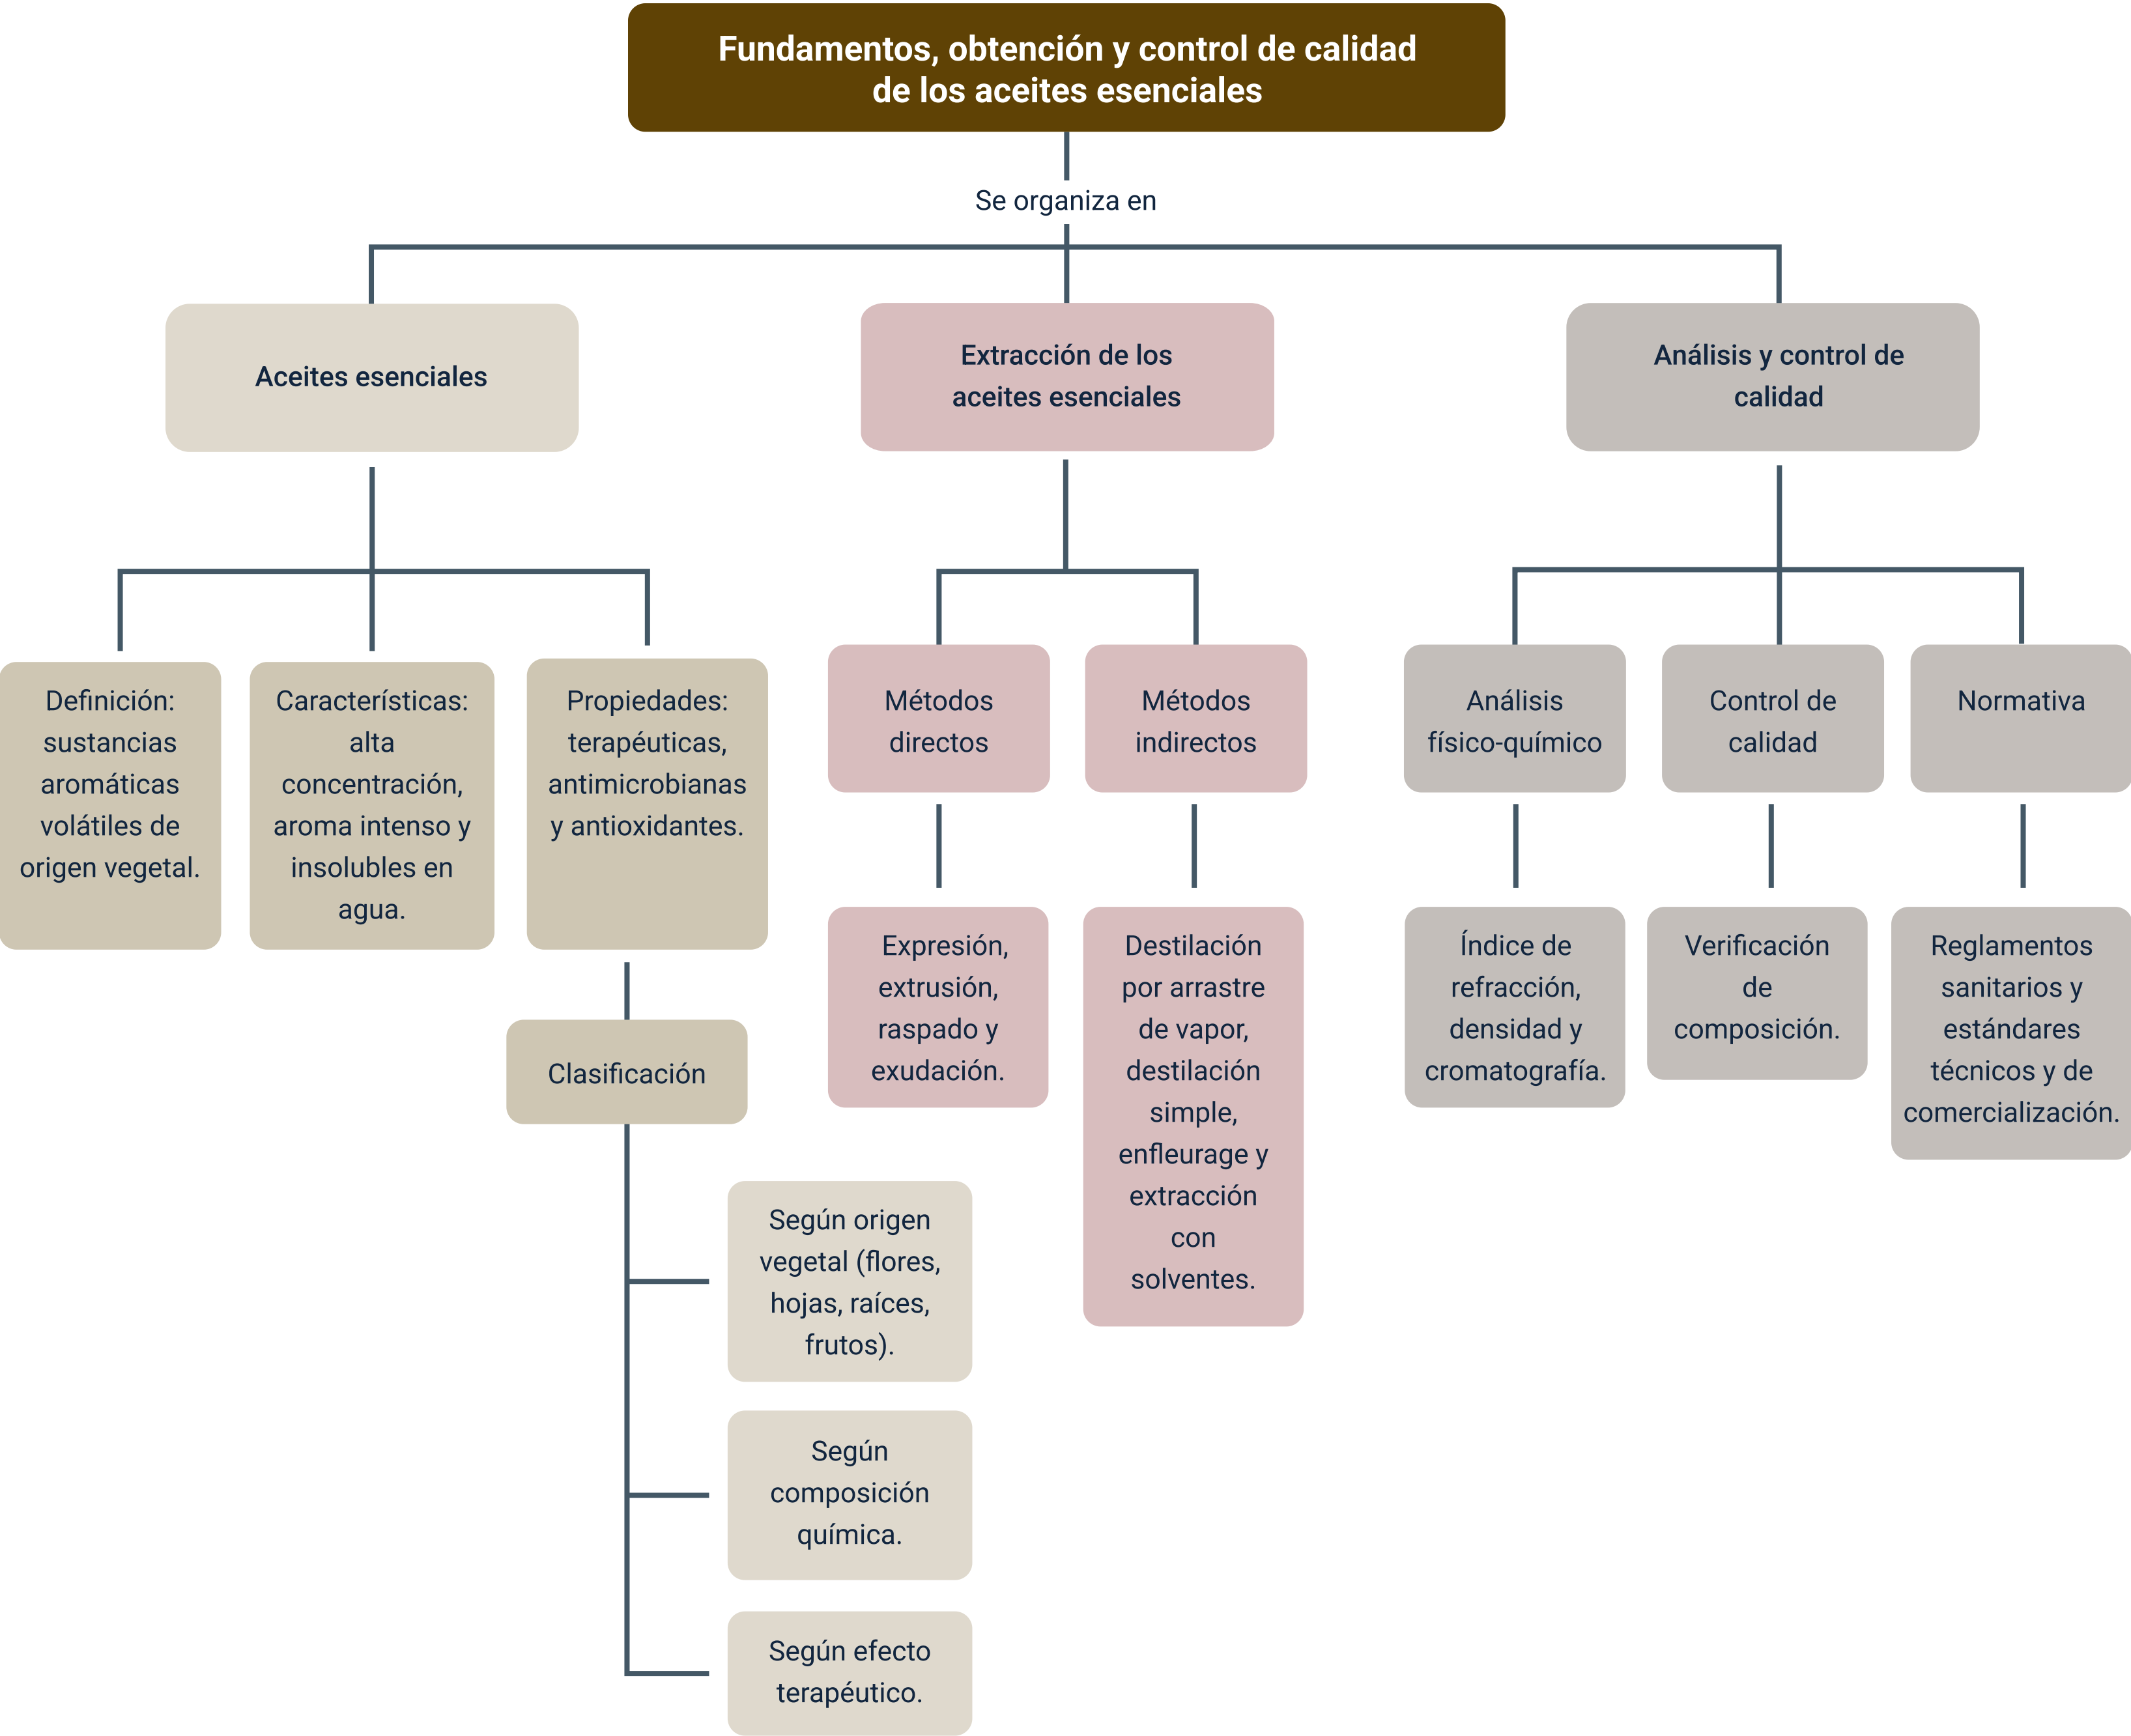 Fundamentos, obtención y control de calidad
de los aceites esenciales
Se organiza en
Aceites esenciales
Extracción de los
aceites esenciales
Análisis y control de
calidad
Definición:
sustancias
aromáticas
volátiles de
origen vegetal.
Características:
alta
concentración,
aroma intenso y
insolubles en
agua.
Propiedades:
terapéuticas,
antimicrobianas
y antioxidantes.
Clasificación
Según origen
vegetal (flores,
hojas, raíces,
frutos).
Según
composición
química.
Según efecto
terapéutico.
Métodos
directos
Expresión,
extrusión,
raspado y
exudación.
Métodos
indirectos
Destilación
por arrastre
de vapor,
destilación
simple,
enfleurage y
extracción
con
solventes.
Análisis
físico-químico
Índice de
refracción,
densidad y
cromatografía.
Control de
calidad
Verificación
de
composición.
Normativa
Reglamentos
sanitarios y
estándares
técnicos y de
comercialización.